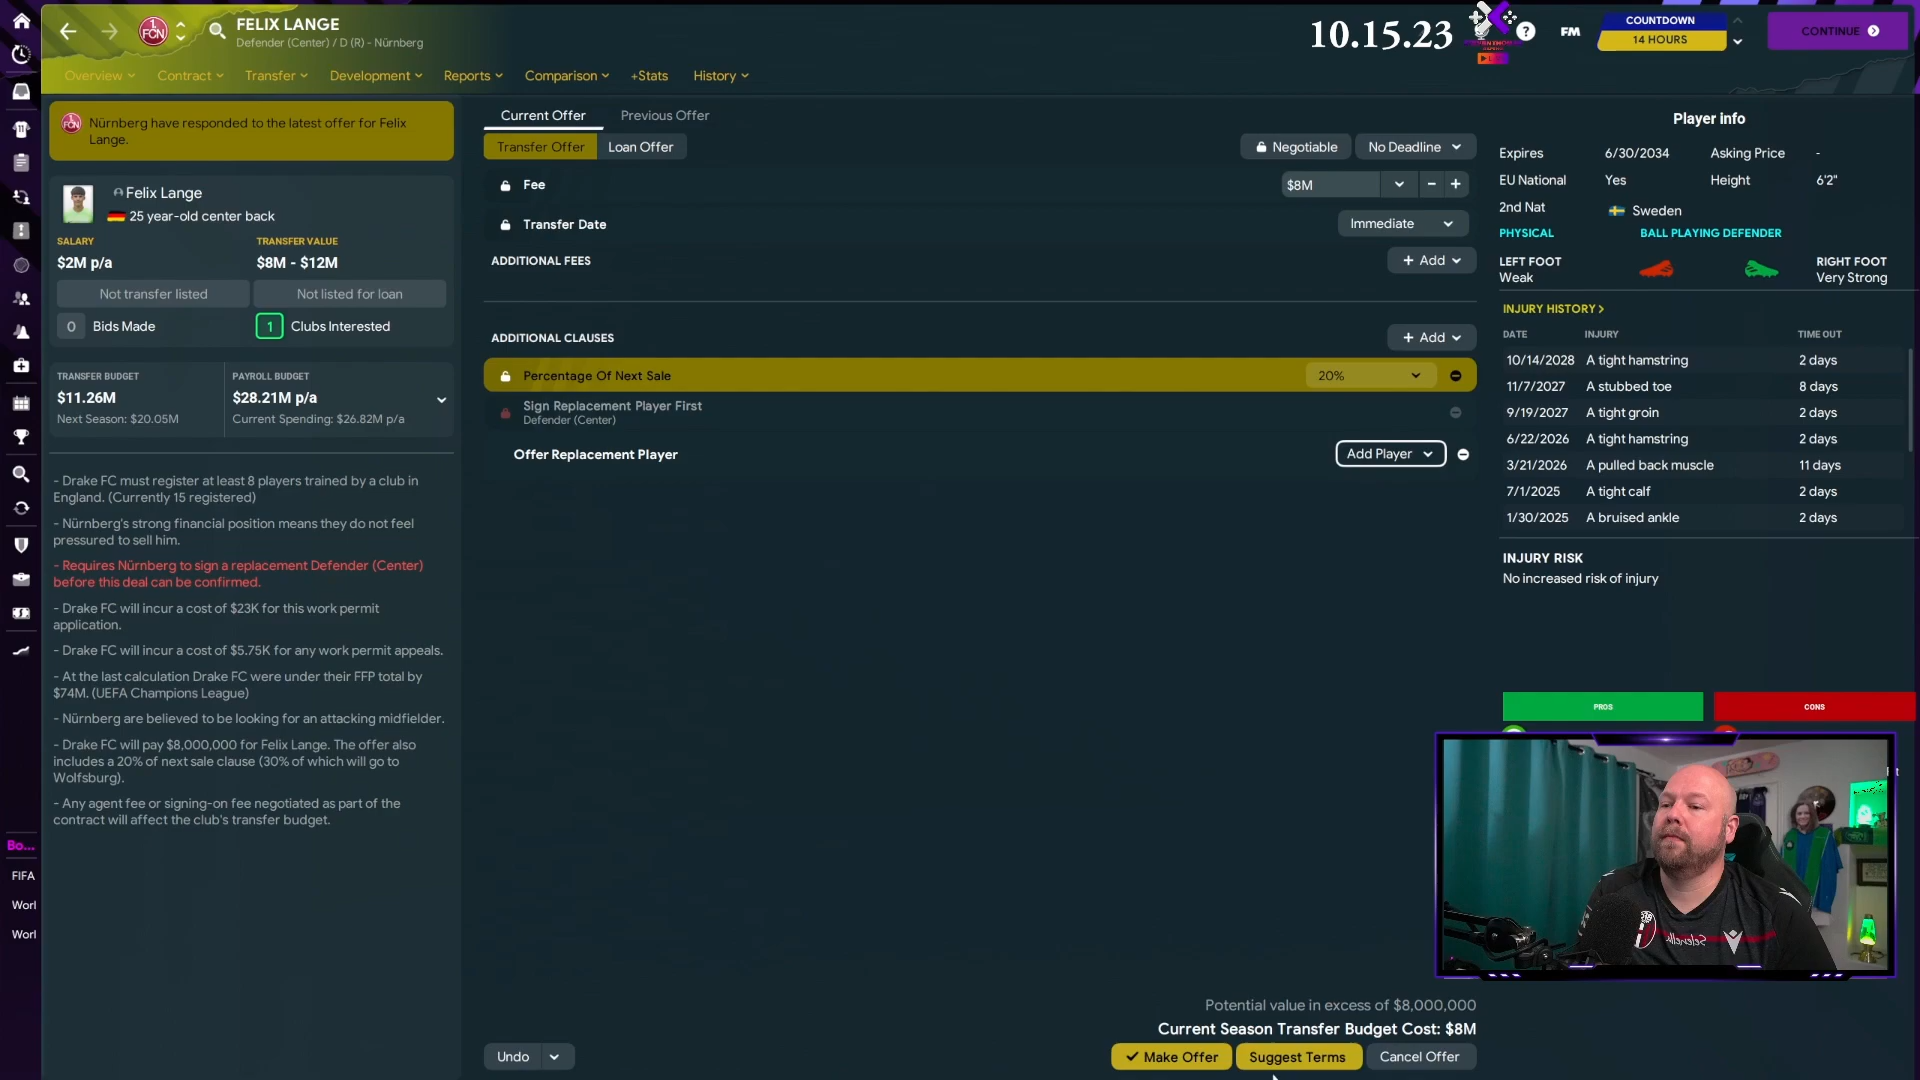 FELIX LANGE
Defender (Center) / D (R) - Nürnberg
10.15.23
FM
COUNTDOWN
14 HOURS
CONTINUE
Overview
Contract
Transfer
Development
Reports
Comparison
+Stats
History
Nürnberg have responded to the latest offer for Felix
Lange.
Felix Lange
25 year-old center back
SALARY
TRANSFER VALUE
$2M p/a
$8M - $12M
Not transfer listed
Not listed for loan
0 Bids Made
1 Clubs Interested
TRANSFER BUDGET
PAYROLL BUDGET
$11.26M
$28.21M p/a
Next Season: $20.05M
Current Spending: $26.82M p/a
- Drake FC must register at least 8 players trained by a club in
England. (Currently 15 registered)
- Nürnberg's strong financial position means they do not feel
pressured to sell him.
- Requires Nürnberg to sign a replacement Defender (Center)
before this deal can be confirmed.
- Drake FC will incur a cost of $23K for this work permit
application.
- Drake FC will incur a cost of $5.75K for any work permit appeals.
- At the last calculation Drake FC were under their FFP total by
$74M. (UEFA Champions League)
- Nürnberg are believed to be looking for an attacking midfielder.
- Drake FC will pay $8,000,000 for Felix Lange. The offer also
includes a 20% of next sale clause (30% of which will go to
Wolfsburg).
- Any agent fee or signing-on fee negotiated as part of the
contract will affect the club's transfer budget.
Bo...
FIFA
Worl
Worl
Current Offer
Previous Offer
Transfer Offer
Loan Offer
Negotiable
No Deadline
Fee
$8M
Transfer Date
Immediate
ADDITIONAL FEES
+ Add
ADDITIONAL CLAUSES
+ Add
Percentage Of Next Sale
20%
Sign Replacement Player First
Defender (Center)
Offer Replacement Player
Add Player
Potential value in excess of $8,000,000
Current Season Transfer Budget Cost: $8M
Undo
Make Offer
Suggest Terms
Cancel Offer
Player info
Expires 6/30/2034
Asking Price -
EU National Yes
Height 6'2"
2nd Nat Sweden
PHYSICAL
BALL PLAYING DEFENDER
LEFT FOOT
Weak
RIGHT FOOT
Very Strong
INJURY HISTORY >
DATE INJURY TIME OUT
10/14/2028 A tight hamstring 2 days
11/7/2027 A stubbed toe 8 days
9/19/2027 A tight groin 2 days
6/22/2026 A tight hamstring 2 days
3/21/2026 A pulled back muscle 11 days
7/1/2025 A tight calf 2 days
1/30/2025 A bruised ankle 2 days
INJURY RISK
No increased risk of injury
PROS
CONS